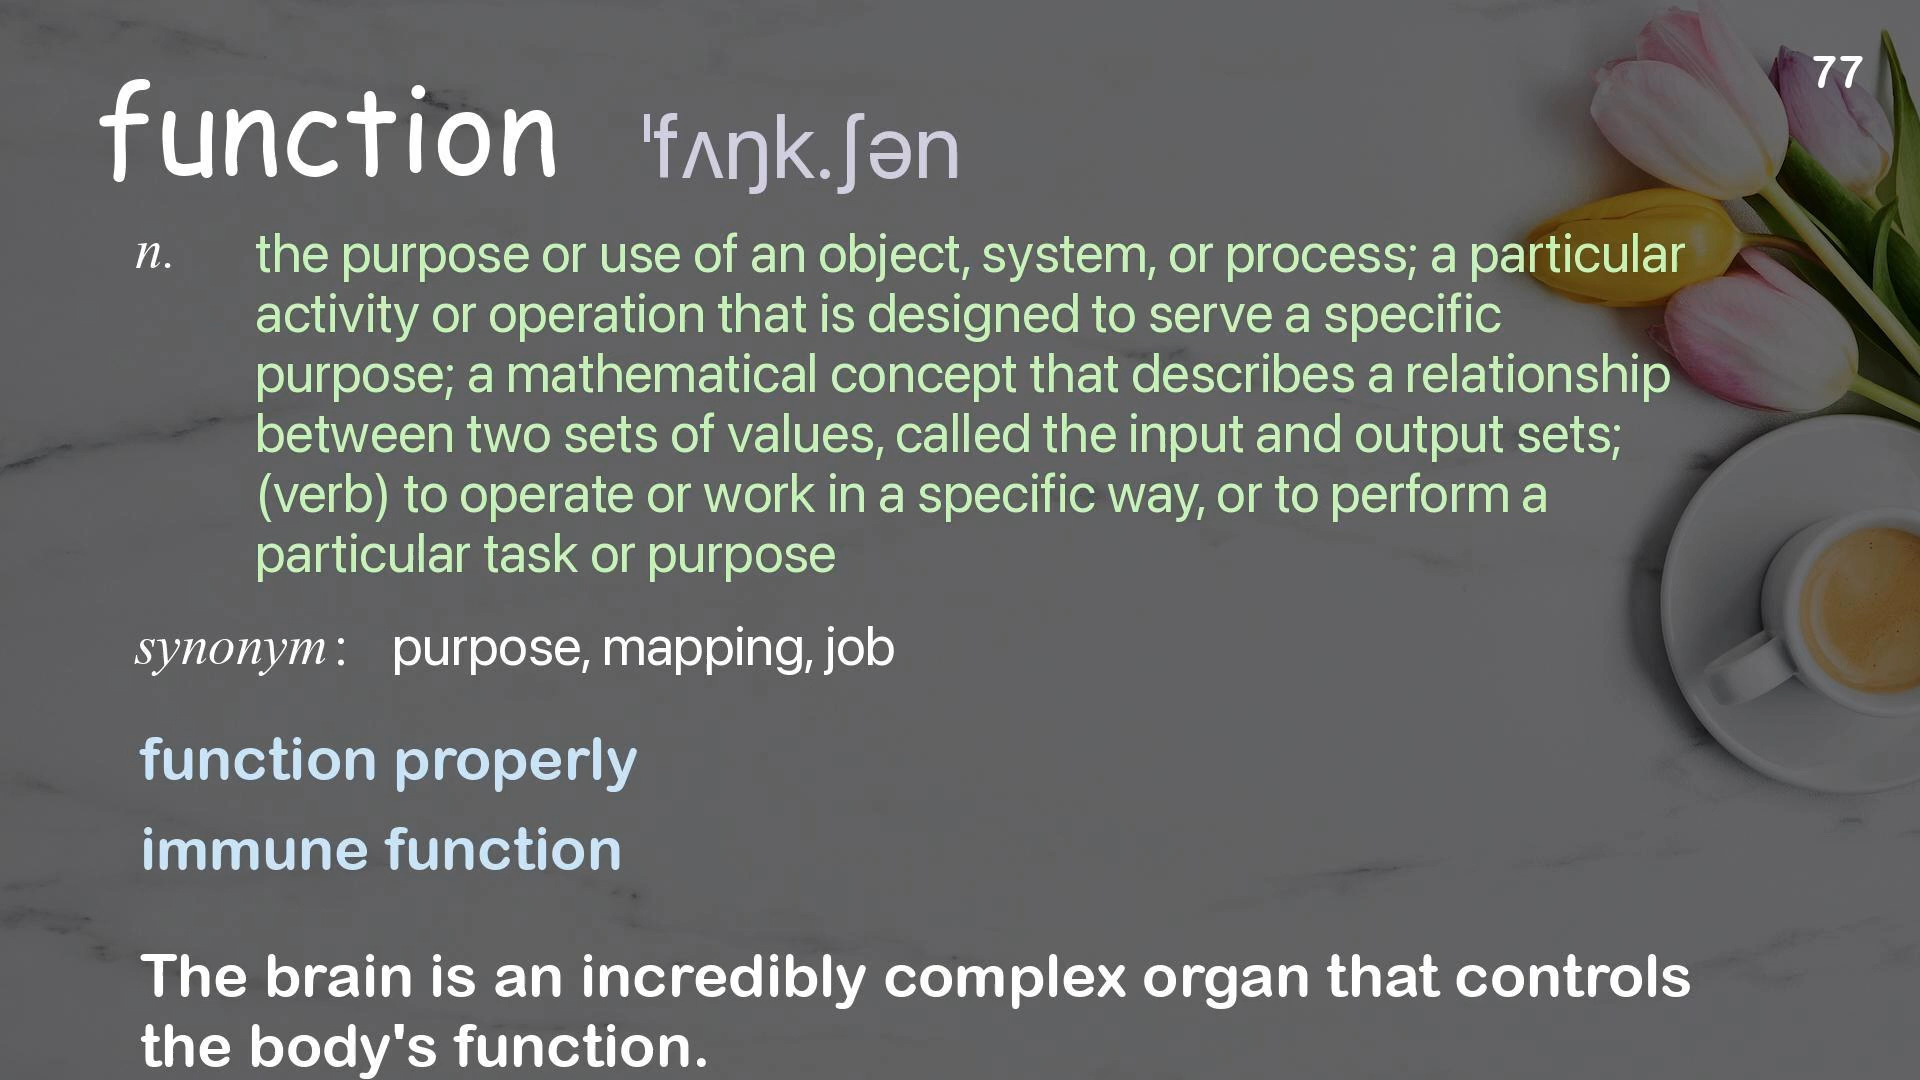 77
function ˈfʌŋk.ʃən
n. the purpose or use of an object, system, or process; a particular
activity or operation that is designed to serve a specific
purpose; a mathematical concept that describes a relationship
between two sets of values, called the input and output sets;
(verb) to operate or work in a specific way, or to perform a
particular task or purpose
synonym: purpose, mapping, job
function properly
immune function
The brain is an incredibly complex organ that controls
the body's function.